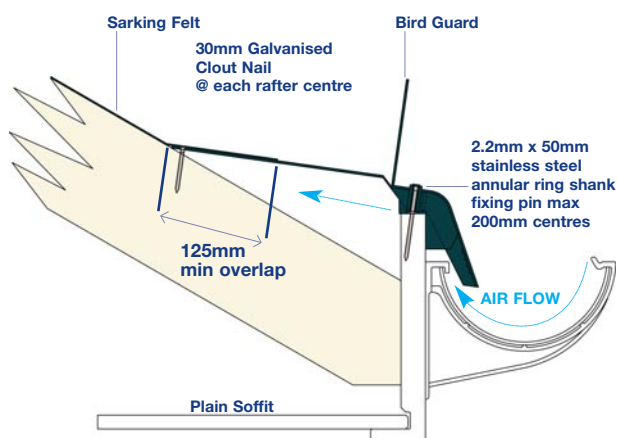 Sarking Felt
Bird Guard
30mm Galvanised
Clout Nail
@ each rafter centre
2.2mm x 50mm
stainless steel
annular ring shank
fixing pin max
200mm centres
125mm
min overlap
AIR FLOW
Plain Soffit